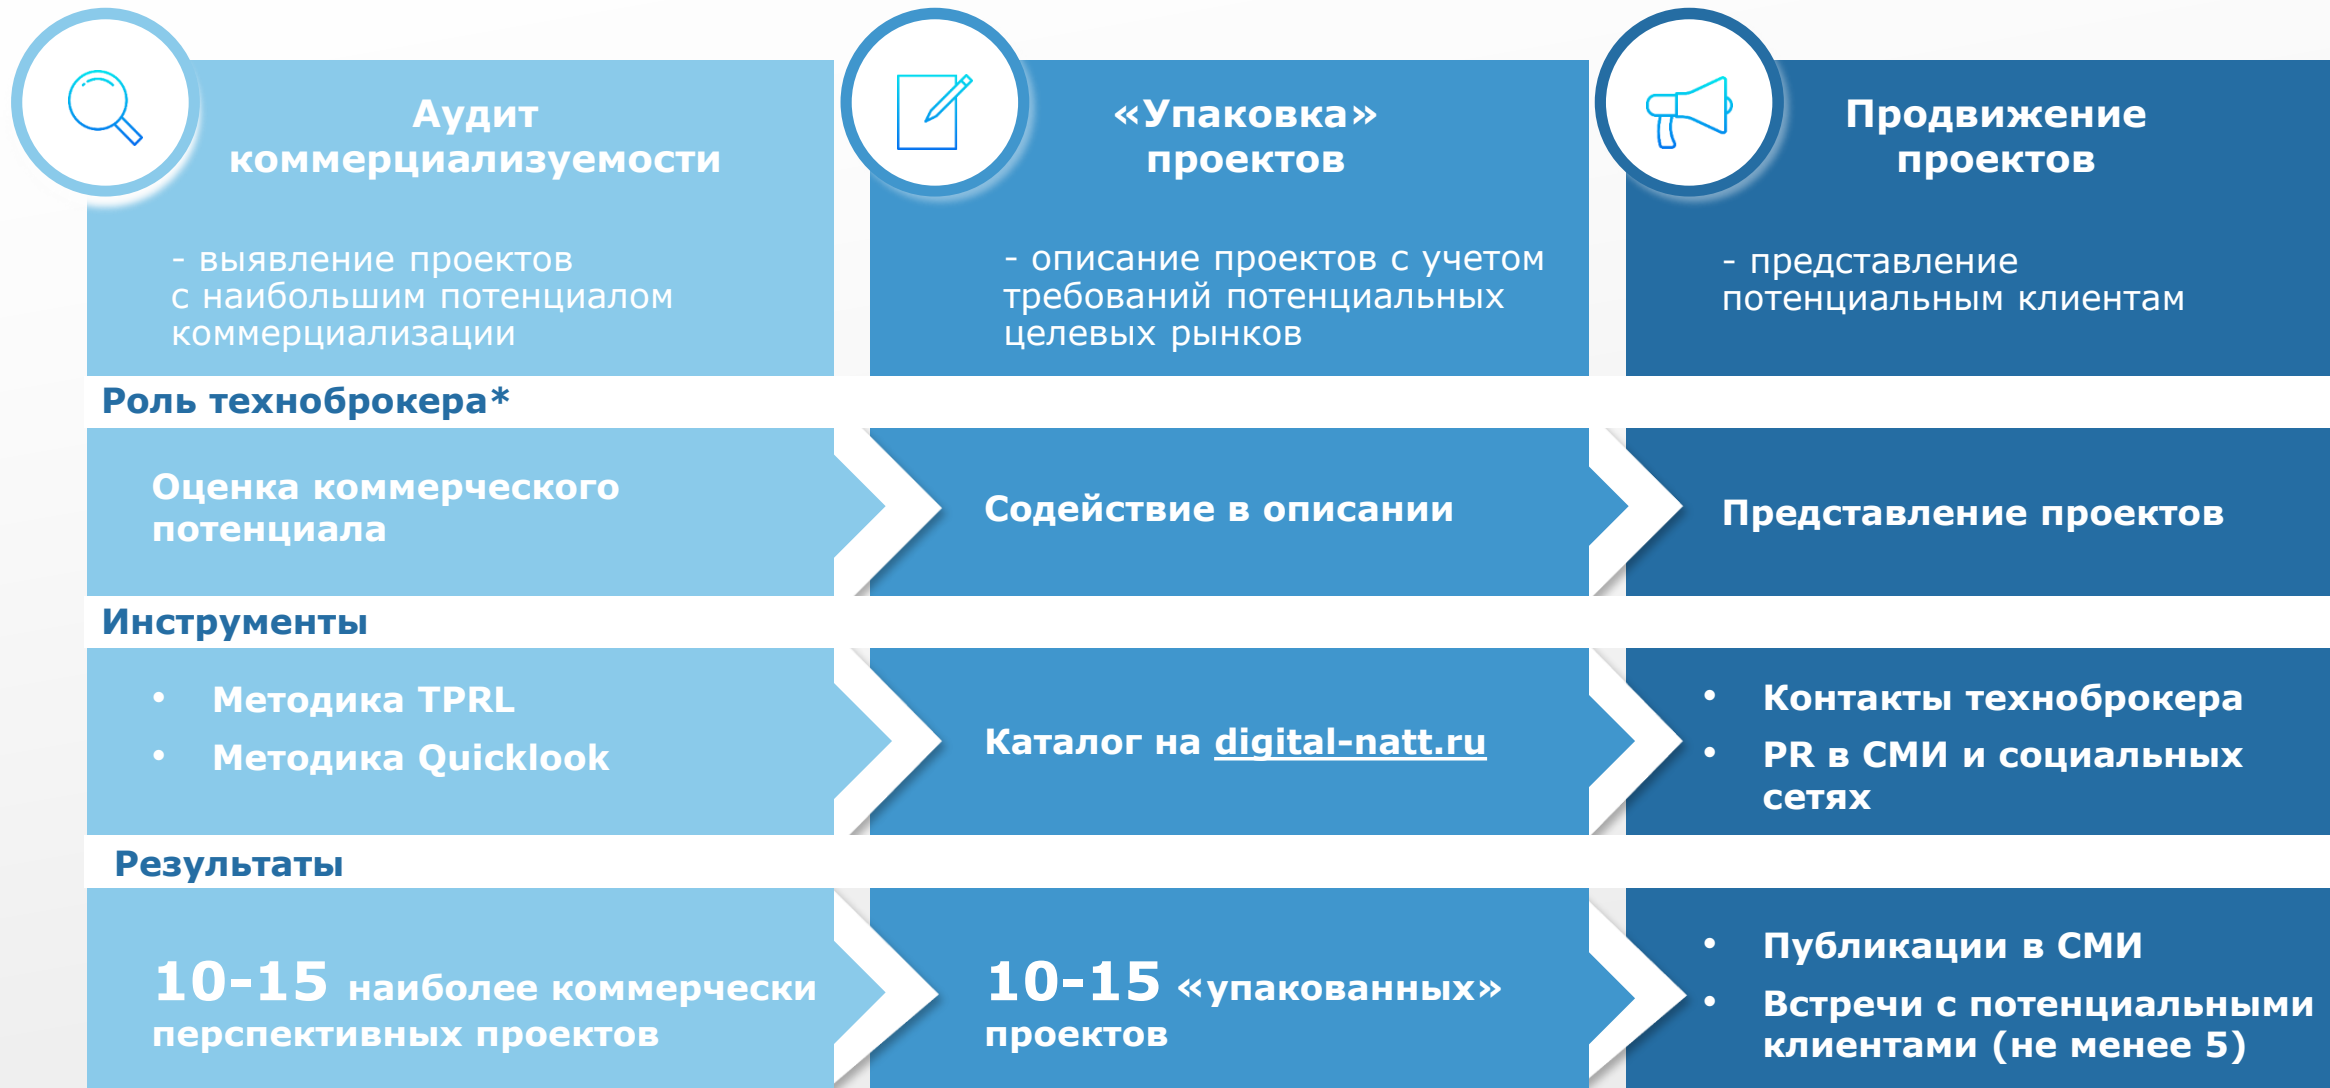 Аудит
коммерциализуемости
- выявление проектов
с наибольшим потенциалом
коммерциализации
«Упаковка»
проектов
- описание проектов с учетом
требований потенциальных
целевых рынков
Продвижение
проектов
- представление
потенциальным клиентам
Роль техноброкера*
Оценка коммерческого
потенциала
Содействие в описании
Представление проектов
Инструменты
• Методика TPRL
• Методика Quicklook
Каталог на digital-natt.ru
• Контакты техноброкера
• PR в СМИ и социальных
сетях
Результаты
10-15 наиболее коммерчески
перспективных проектов
10-15 «упакованных»
проектов
• Публикации в СМИ
• Встречи с потенциальными
клиентами (не менее 5)